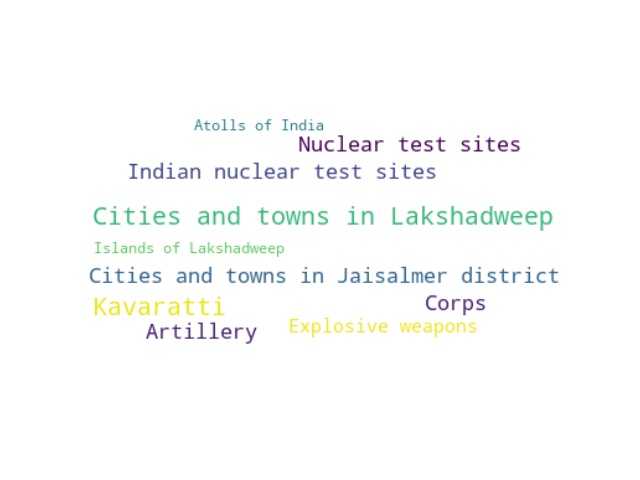 Atolls of India
Nuclear test sites
Indian nuclear test sites
Cities and towns in Lakshadweep
Islands of Lakshadweep
Cities and towns in Jaisalmer district
Kavaratti
Corps
Artillery
Explosive weapons